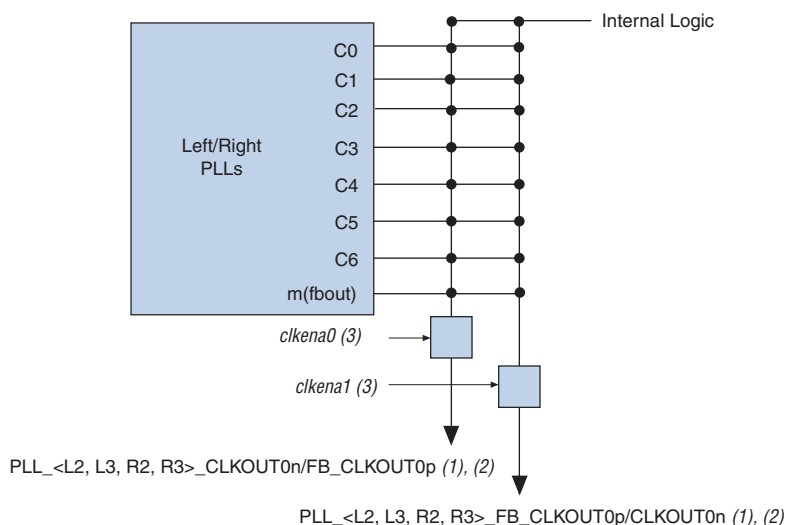 Internal Logic
C0
C1
C2
Left/Right
PLLs
C3
C4
C5
C6
m(fbout)
clkena0 (3)
clkena1 (3)
PLL_<L2, L3, R2, R3>_CLKOUT0n/FB_CLKOUT0p (1), (2)
PLL_<L2, L3, R2, R3>_FB_CLKOUT0p/CLKOUT0n (1), (2)